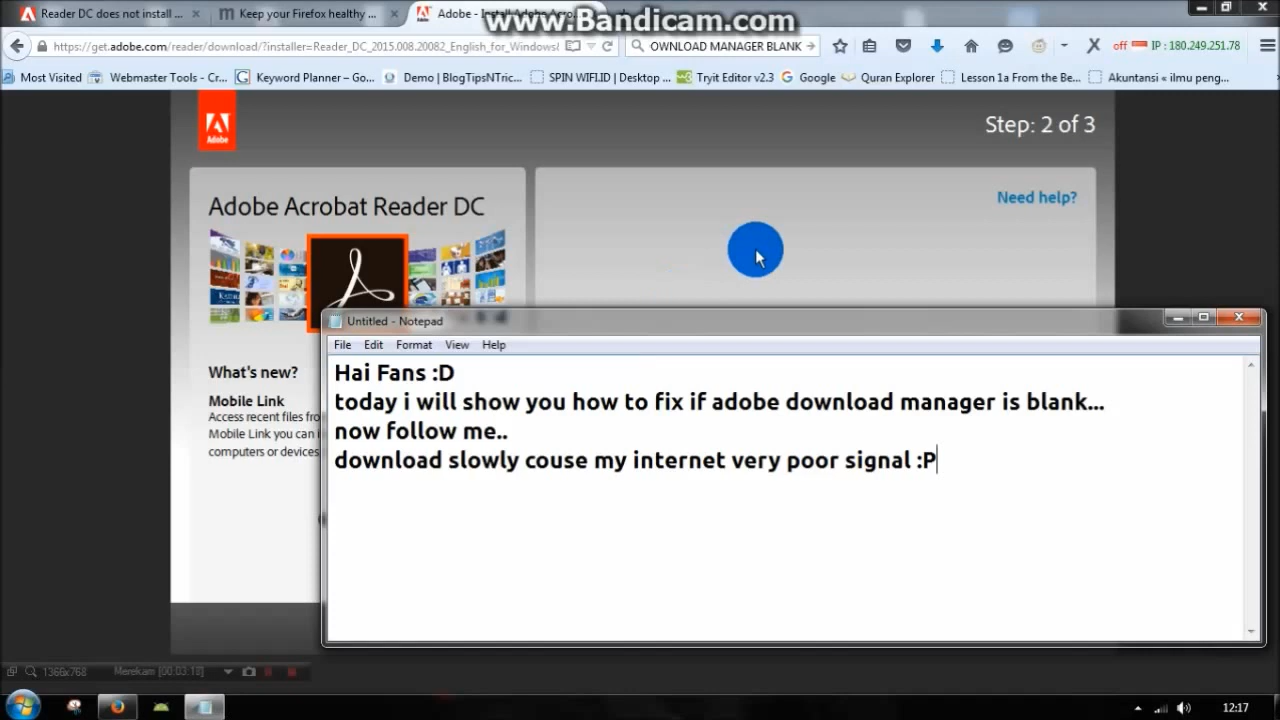 www.Bandicam.com
Reader DC does not install ...
Keep your Firefox healthy ...
Adobe - Install Adobe Acro...
https://get.adobe.com/reader/download/?installer=Reader_DC_2015.008.20082_English_for_Windows&
OWNLOAD MANAGER BLANK
off
IP : 180.249.251.78
Most Visited
Webmaster Tools - Cr...
Keyword Planner – Go...
Demo | BlogTipsNTric...
SPIN WIFI.ID | Desktop ...
Tryit Editor v2.3
Google
Quran Explorer
Lesson 1a From the Be...
Akuntansi « ilmu peng...
Adobe
Step: 2 of 3
Adobe Acrobat Reader DC
Need help?
What's new?
Mobile Link
Access recent files fro
Mobile Link you can
computers or devices
Untitled - Notepad
File Edit Format View Help
Hai Fans :D
today i will show you how to fix if adobe download manager is blank...
now follow me..
download slowly couse my internet very poor signal :P
1366x768
Merekam [00.03.18]
12:17